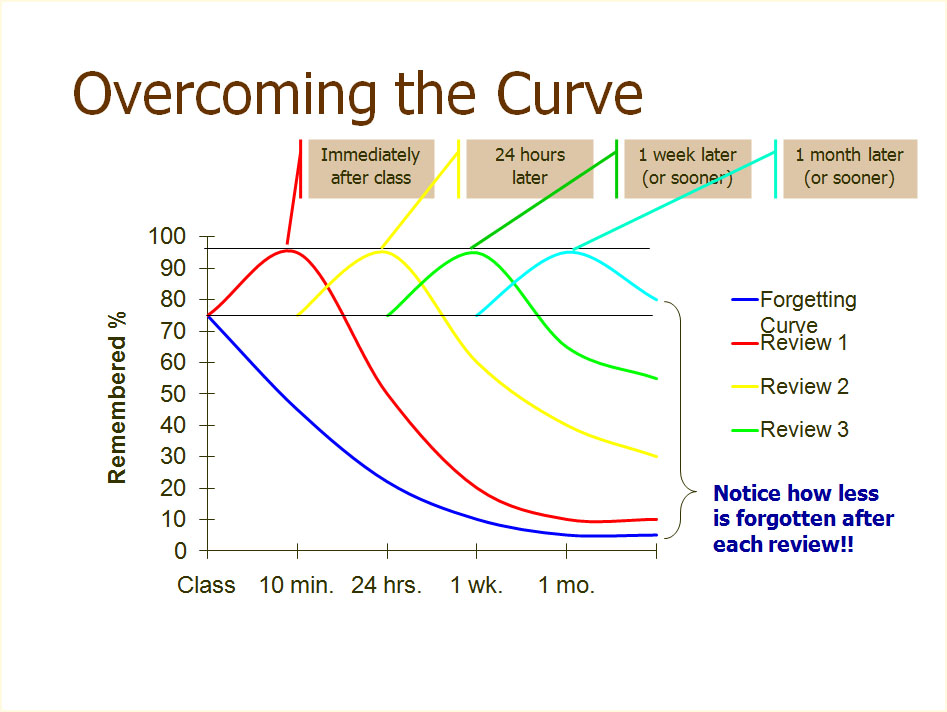 Overcoming the Curve
Immediately
after class
24 hours
later
1 week later
(or sooner)
1 month later
(or sooner)
100
90
80
70
60
50
40
30
20
10
0
Remembered %
Class
10 min.
24 hrs.
1 wk.
1 mo.
Forgetting
Curve
Review 1
Review 2
Review 3
Notice how less
is forgotten after
each review!!